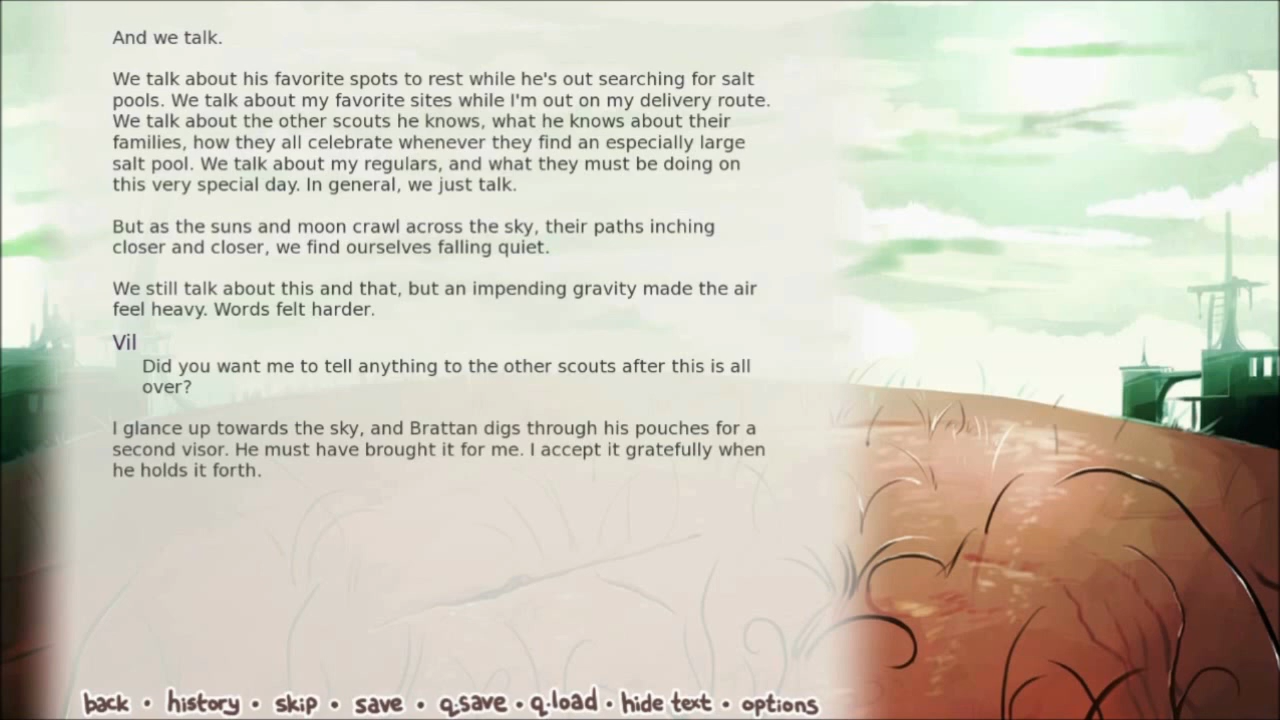 And we talk.
We talk about his favorite spots to rest while he's out searching for salt
pools. We talk about my favorite sites while I'm out on my delivery route.
We talk about the other scouts he knows, what he knows about their
families, how they all celebrate whenever they find an especially large
salt pool. We talk about my regulars, and what they must be doing on
this very special day. In general, we just talk.
But as the suns and moon crawl across the sky, their paths inching
closer and closer, we find ourselves falling quiet.
We still talk about this and that, but an impending gravity made the air
feel heavy. Words felt harder.
Vil
Did you want me to tell anything to the other scouts after this is all
over?
I glance up towards the sky, and Brattan digs through his pouches for a
second visor. He must have brought it for me. I accept it gratefully when
he holds it forth.
back • history • skip • save • q.save • q.load • hide text • options